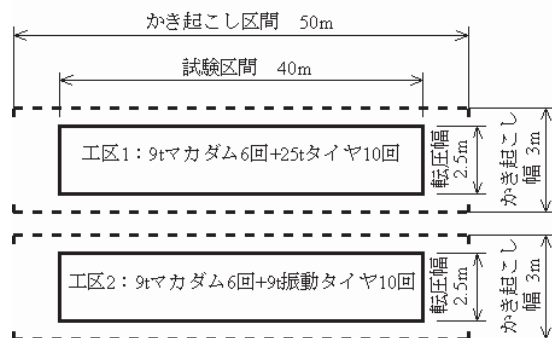 かき起こし区間 50m
試験区間 40m
工区1：9tマカダム6回+25tタイヤ10回
転圧幅
2.5m
かき起こし
幅 3m
工区2：9tマカダム6回+9t振動タイヤ10回
転圧幅
2.5m
かき起こし
幅 3m